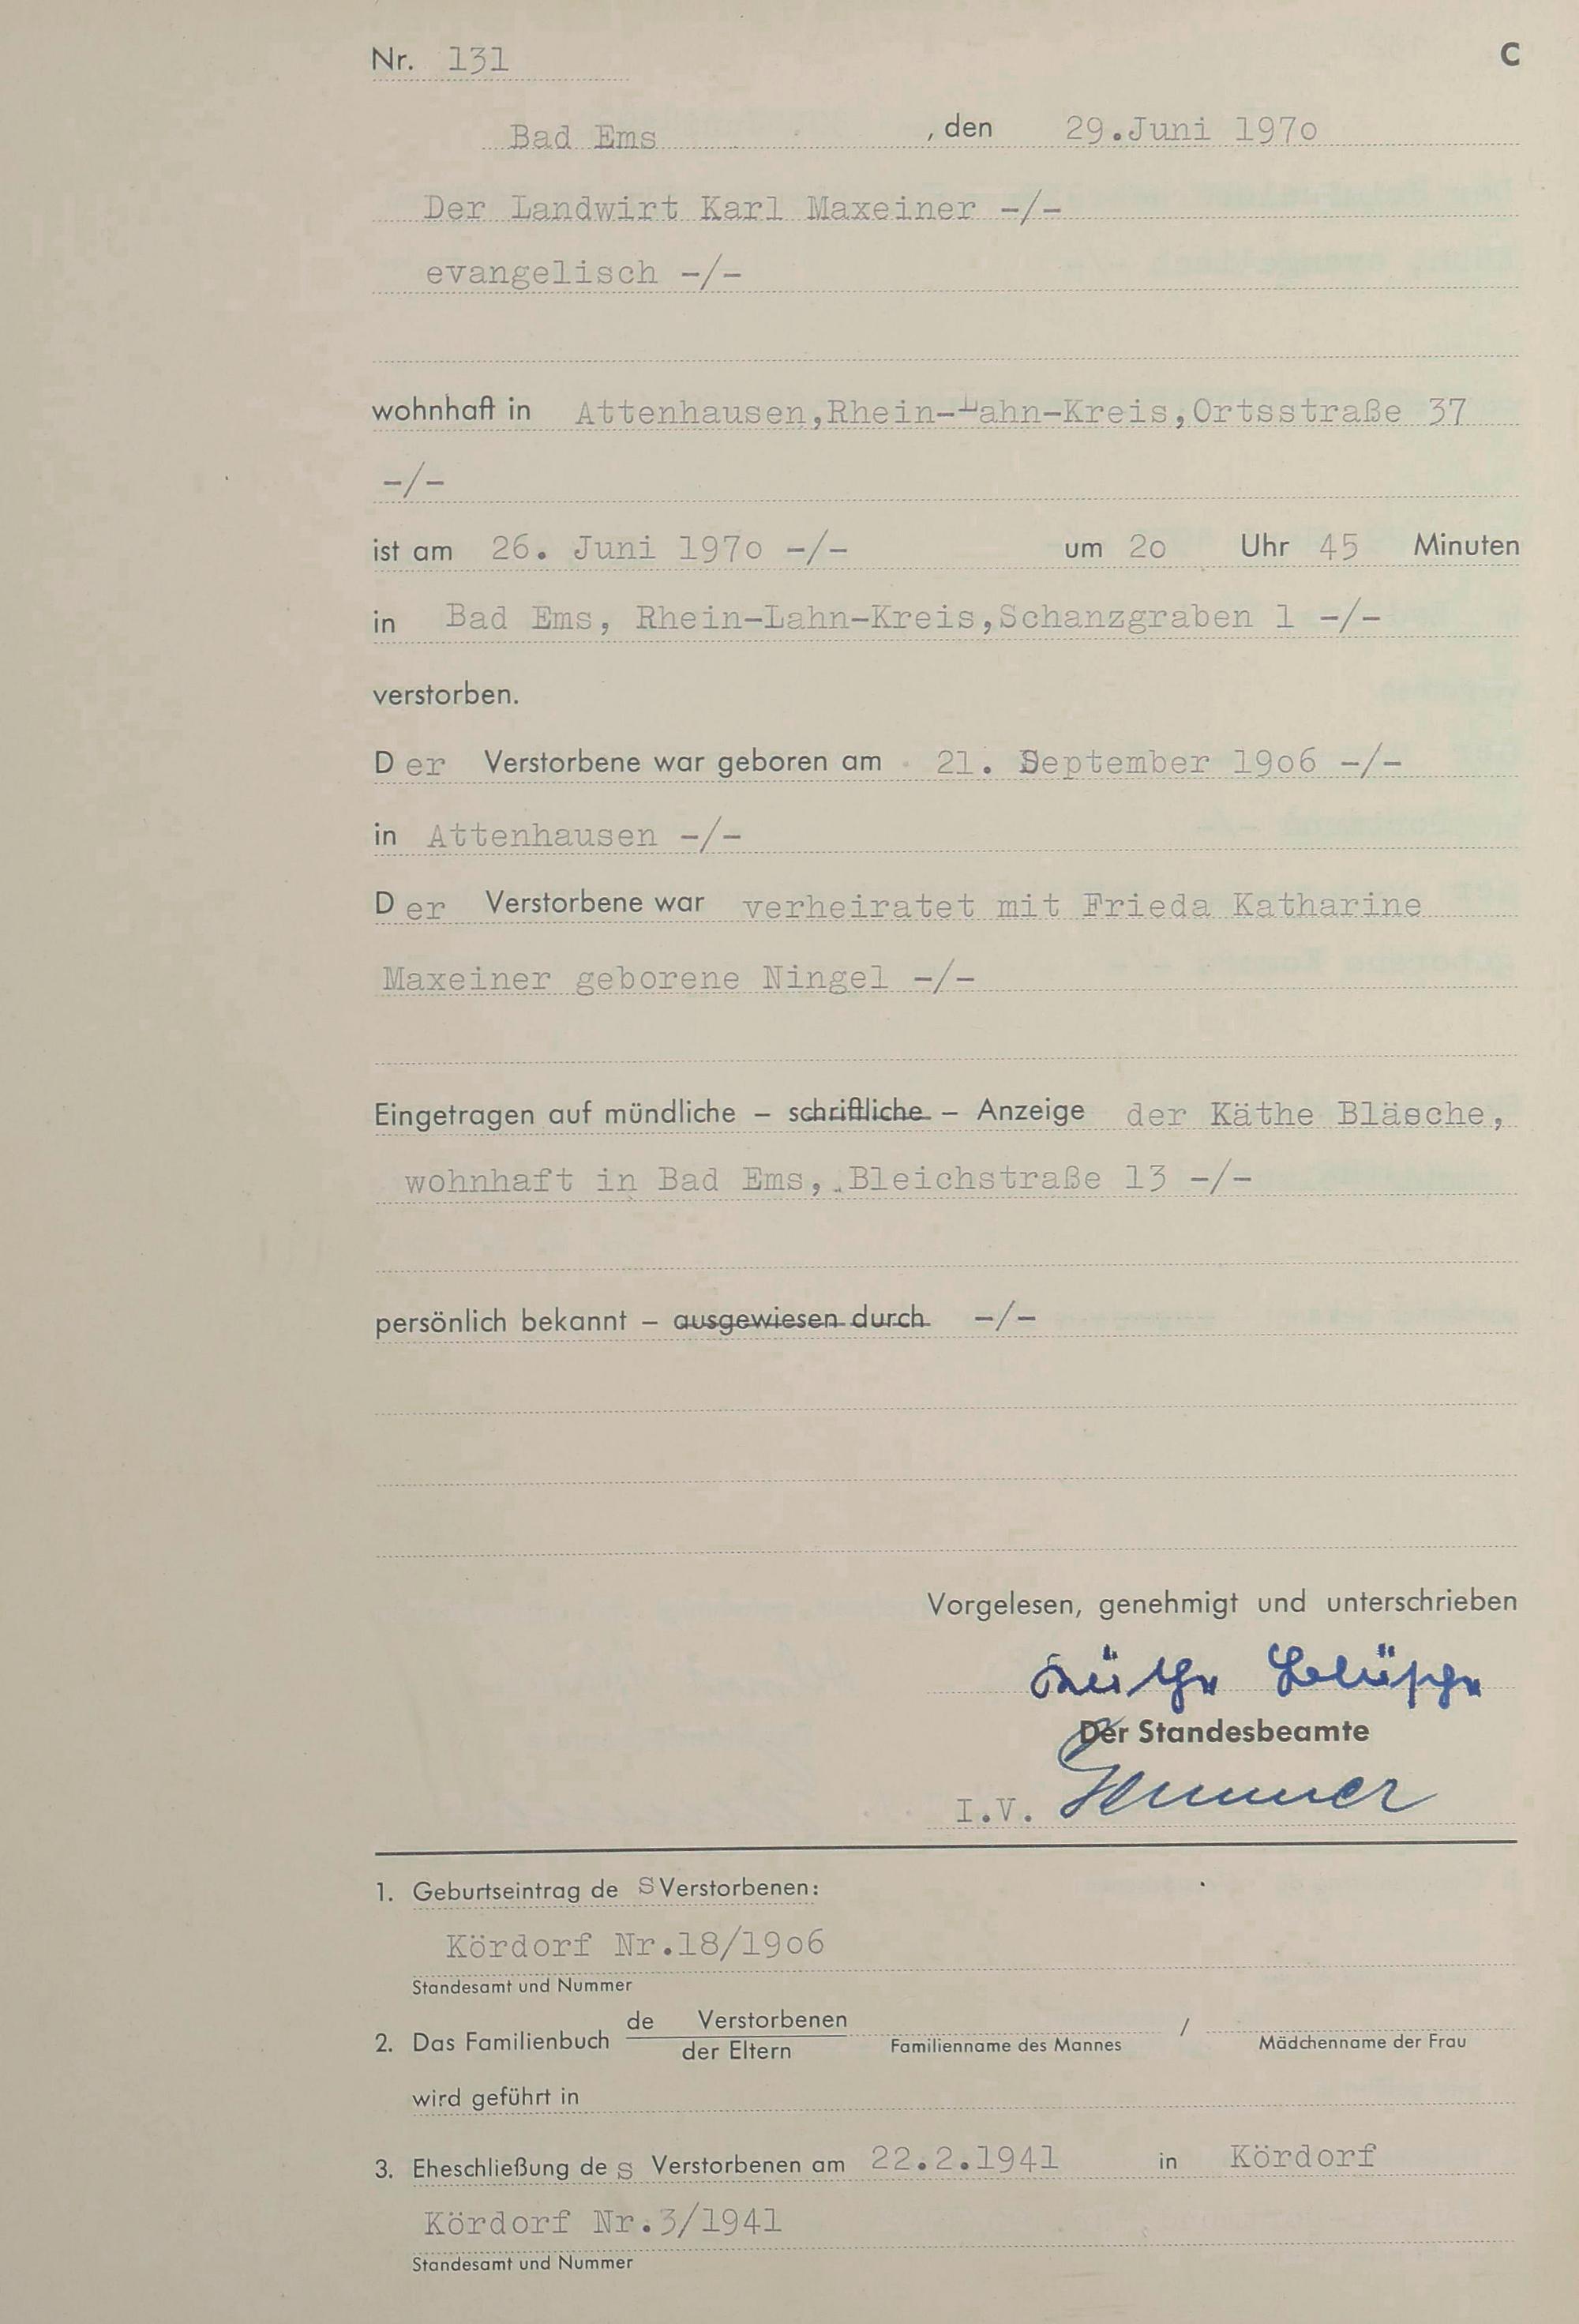 Nr. 131 C
Bad Ems , den 29.Juni 197o
Der Landwirt Karl Maxeiner -/-
evangelisch -/-
wohnhaft in Attenhausen,Rhein-Lahn-Kreis,Ortsstraße 37
-/-
ist am 26. Juni 197o -/- um 2o Uhr 45 Minuten
in Bad Ems, Rhein-Lahn-Kreis,Schanzgraben 1 -/-
verstorben.
Der Verstorbene war geboren am 21. September 19o6 -/-
in Attenhausen -/-
Der Verstorbene war verheiratet mit Frieda Katharine
Maxeiner geborene Ningel -/-
Eingetragen auf mündliche – schriftliche – Anzeige der Käthe Bläsche,
wohnhaft in Bad Ems, Bleichstraße 13 -/-
persönlich bekannt – ausgewiesen durch -/-
Vorgelesen, genehmigt und unterschrieben
Käthe Bläsche
Der Standesbeamte
I.V.
1. Geburtseintrag de s Verstorbenen:
Kördorf Nr.18/19o6
Standesamt und Nummer
2. Das Familienbuch de Verstorbenen / der Eltern Familienname des Mannes / Mädchenname der Frau
wird geführt in
3. Eheschließung de s Verstorbenen am 22.2.1941 in Kördorf
Kördorf Nr.3/1941
Standesamt und Nummer